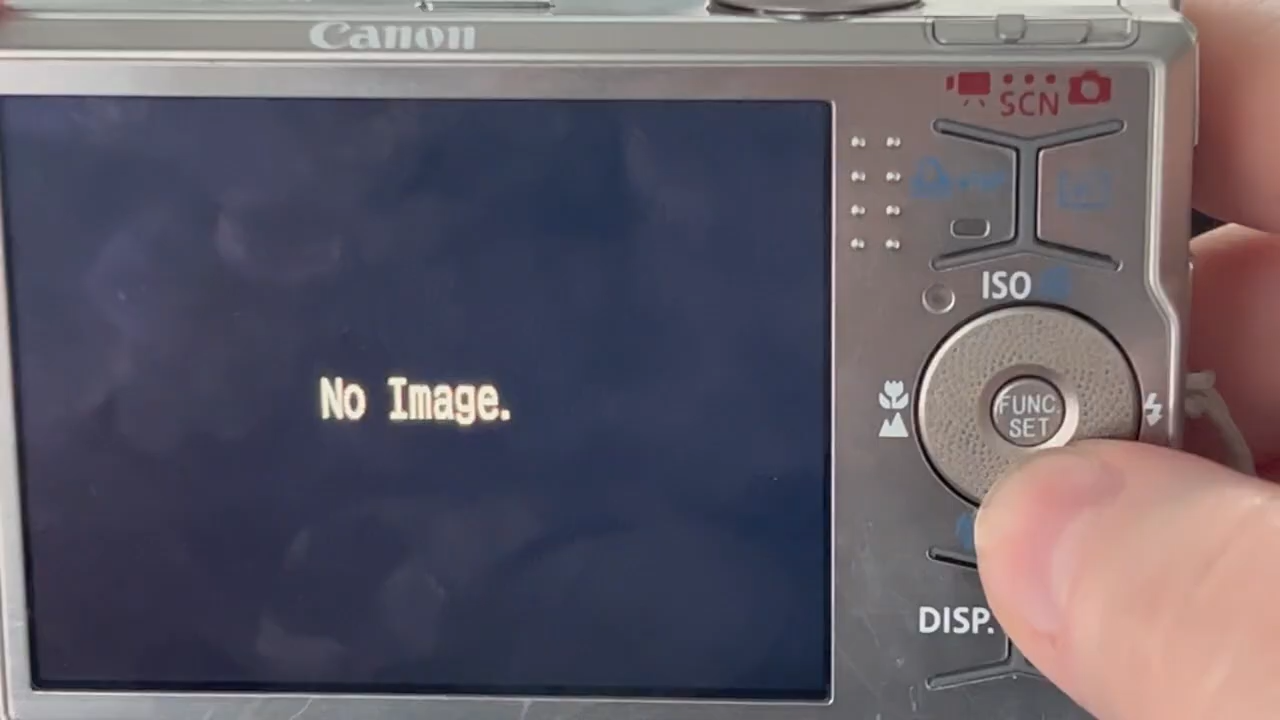 Canon
SCN
ISO
No Image.
FUNC.
SET
DISP.